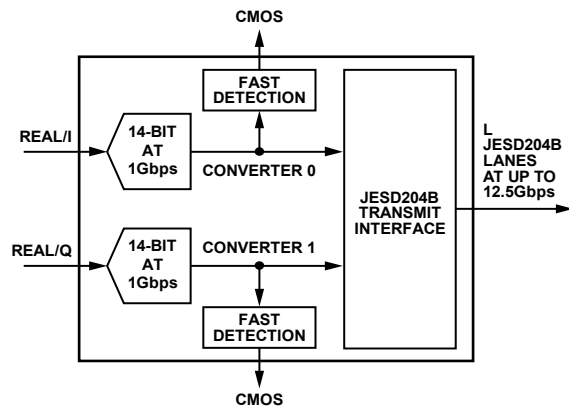 CMOS
FAST
DETECTION
REAL/I
14-BIT
AT
1Gbps
CONVERTER 0
JESD204B
TRANSMIT
INTERFACE
L
JESD204B
LANES
AT UP TO
12.5Gbps
REAL/Q
14-BIT
AT
1Gbps
CONVERTER 1
FAST
DETECTION
CMOS